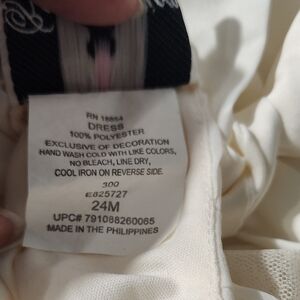 RN 16854
DRESS
100% POLYESTER
EXCLUSIVE OF DECORATION
HAND WASH COLD WITH LIKE COLORS,
NO BLEACH, LINE DRY,
COOL IRON ON REVERSE SIDE.
300
E825727
24M
UPC# 791088260065
MADE IN THE PHILIPPINES